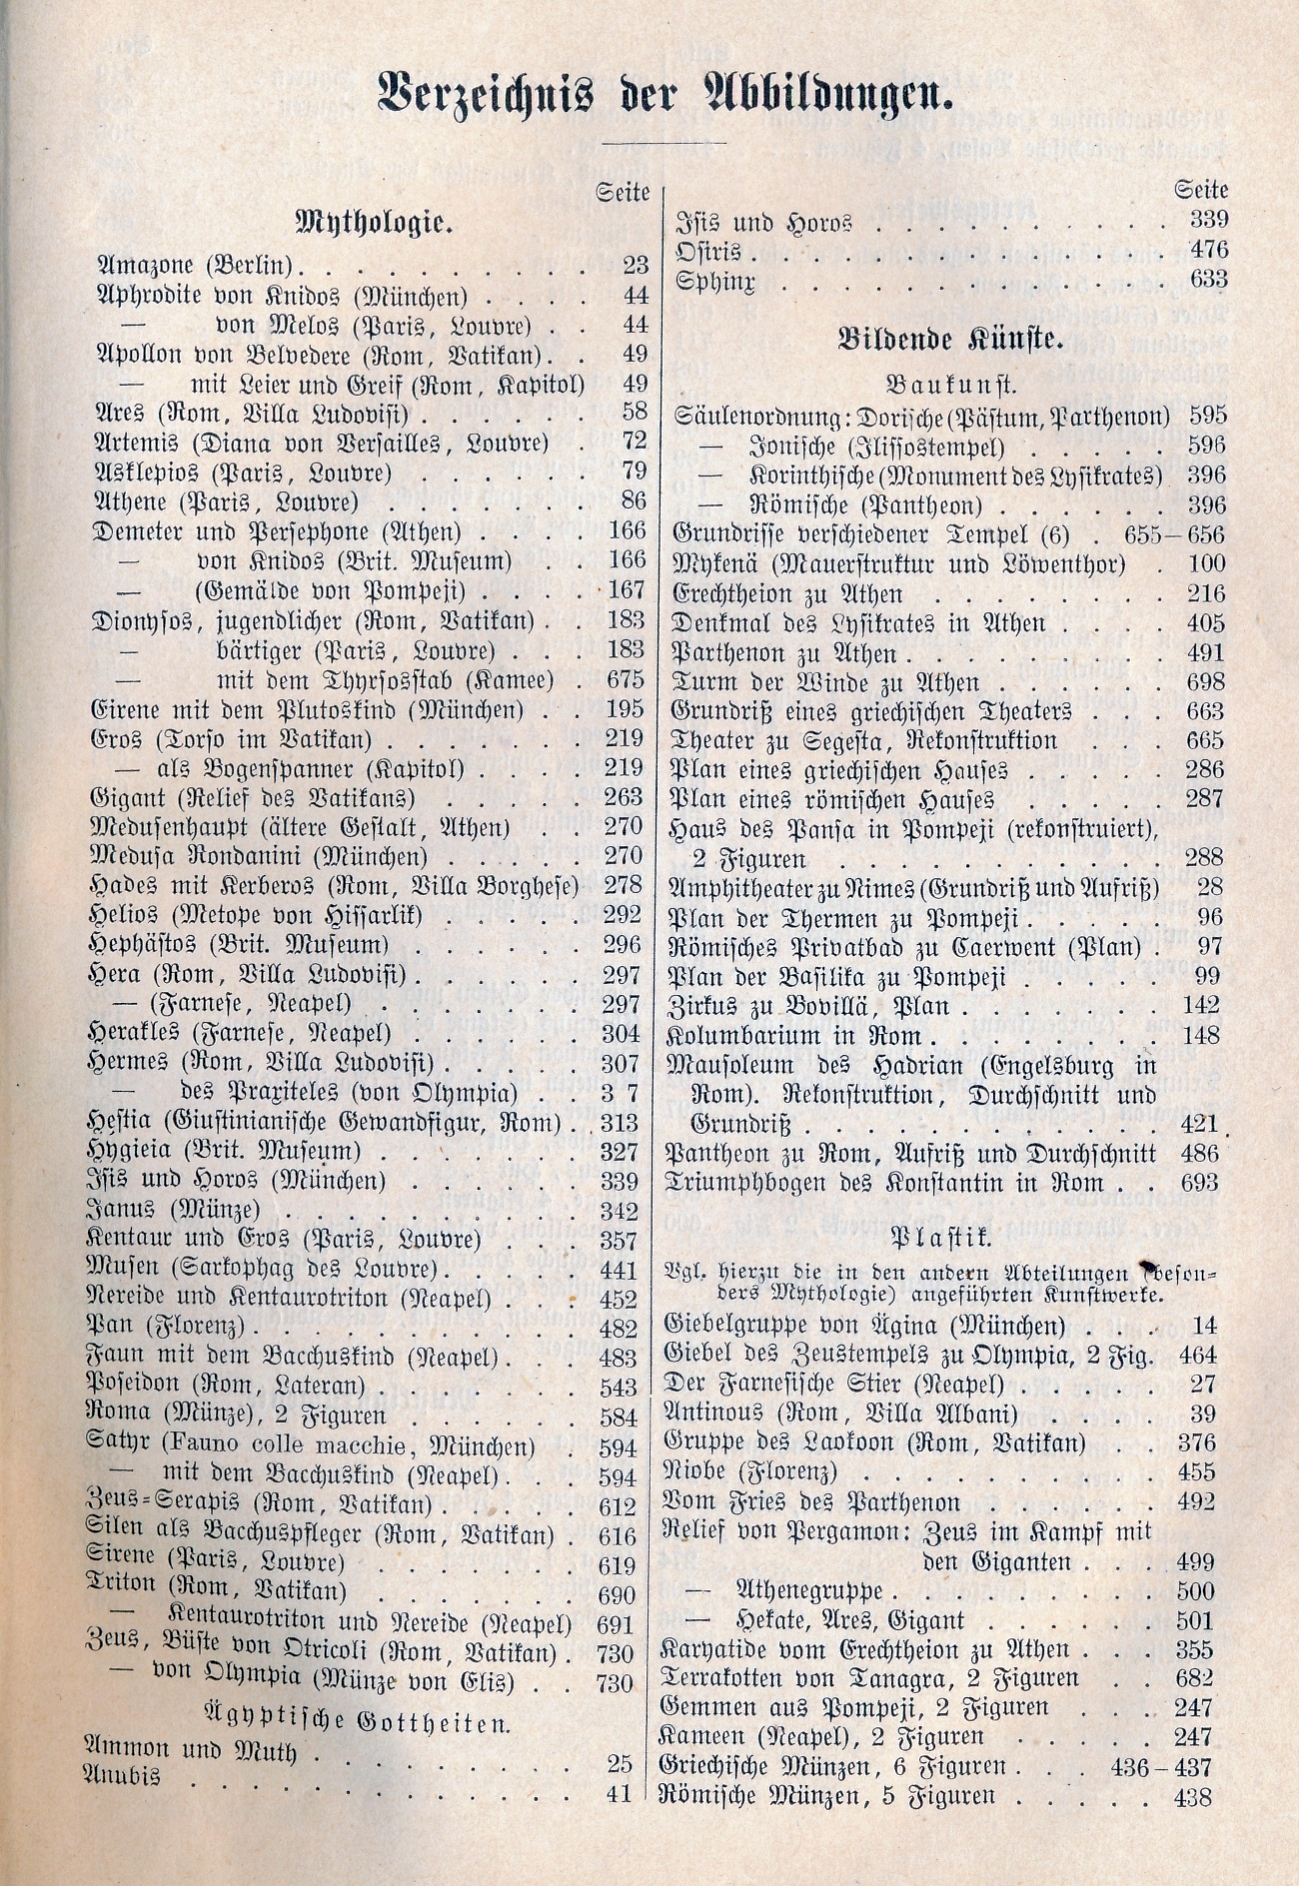 Verzeichnis der Abbildungen.
Seite
Mythologie.
Amazone (Berlin). . . . . . . . . . 23
Aphrodite von Knidos (München) . . . . 44
— von Melos (Paris, Louvre) . . 44
Apollon von Belvedere (Rom, Vatikan). . 49
— mit Leier und Greif (Rom, Kapitol) 49
Ares (Rom, Villa Ludovisi) . . . . . . 58
Artemis (Diana von Versailles, Louvre) . 72
Asklepios (Paris, Louvre) . . . . . . 79
Athene (Paris, Louvre) . . . . . . . 86
Demeter und Persephone (Athen) . . . . 166
— von Knidos (Brit. Museum) . . 166
— (Gemälde von Pompeji) . . . . 167
Dionysos, jugendlicher (Rom, Vatikan) . . 183
— bärtiger (Paris, Louvre) . . . 183
— mit dem Thyrsosstab (Kamee) . 675
Eirene mit dem Plutoskind (München) . . 195
Eros (Torso im Vatikan) . . . . . . . 219
— als Bogenspanner (Kapitol) . . . . 219
Gigant (Relief des Vatikans) . . . . . 263
Medusenhaupt (ältere Gestalt, Athen) . . 270
Medusa Rondanini (München) . . . . . 270
Hades mit Kerberos (Rom, Villa Borghese) 278
Helios (Metope von Hissarlik) . . . . . 292
Hephästos (Brit. Museum) . . . . . . 296
Hera (Rom, Villa Ludovisi) . . . . . . 297
— (Farnese, Neapel) . . . . . . . 297
Herakles (Farnese, Neapel) . . . . . . 304
Hermes (Rom, Villa Ludovisi) . . . . . 307
— des Praxiteles (von Olympia) . . 3 7
Hestia (Giustinianische Gewandfigur, Rom) . 313
Hygieia (Brit. Museum) . . . . . . . 327
Isis und Horos (München) . . . . . . 339
Janus (Münze) . . . . . . . . . . 342
Kentaur und Eros (Paris, Louvre) . . . 357
Musen (Sarkophag des Louvre). . . . . 441
Nereide und Kentaurotriton (Neapel) . . . 452
Pan (Florenz). . . . . . . . . . . 482
Faun mit dem Bacchuskind (Neapel). . . 483
Poseidon (Rom, Lateran) . . . . . . . 543
Roma (Münze), 2 Figuren . . . . . . 584
Satyr (Fauno colle macchie, München) . 594
— mit dem Bacchuskind (Neapel). . . 594
Zeus-Serapis (Rom, Vatikan) . . . . . 612
Silen als Bacchuspfleger (Rom, Vatikan) . 616
Sirene (Paris, Louvre) . . . . . . . 619
Triton (Rom, Vatikan) . . . . . . . 690
— Kentaurotriton und Nereide (Neapel) 691
Zeus, Büste von Otricoli (Rom, Vatikan) . 730
— von Olympia (Münze von Elis) . . 730
Ägyptische Gottheiten.
Ammon und Muth . . . . . . . . . 25
Anubis . . . . . . . . . . . . . 41
Seite
Isis und Horos . . . . . . . . . . 339
Osiris . . . . . . . . . . . . . 476
Sphinx . . . . . . . . . . . . 633
Bildende Künste.
Baukunst.
Säulenordnung: Dorische (Pästum, Parthenon) 595
— Ionische (Ilissostempel) . . . . . 596
— Korinthische (Monument des Lysikrates) 396
— Römische (Pantheon) . . . . . . 396
Grundrisse verschiedener Tempel (6) . 655–656
Mykenä (Mauerstruktur und Löwenthor) . 100
Erechtheion zu Athen . . . . . . . . 216
Denkmal des Lysikrates in Athen . . . . 405
Parthenon zu Athen . . . . . . . . . 491
Turm der Winde zu Athen . . . . . . 698
Grundriß eines griechischen Theaters . . . 663
Theater zu Segesta, Rekonstruktion . . . 665
Plan eines griechischen Hauses . . . . . 286
Plan eines römischen Hauses . . . . . 287
Haus des Pansa in Pompeji (rekonstruiert),
2 Figuren . . . . . . . . . . . 288
Amphitheater zu Nimes (Grundriß und Aufriß) 28
Plan der Thermen zu Pompeji . . . . . 96
Römisches Privatbad zu Caerwent (Plan) . 97
Plan der Basilika zu Pompeji . . . . . 99
Zirkus zu Bovillä, Plan . . . . . . . 142
Kolumbarium in Rom . . . . . . . . 148
Mausoleum des Hadrian (Engelsburg in
Rom). Rekonstruktion, Durchschnitt und
Grundriß . . . . . . . . . . . . 421
Pantheon zu Rom, Aufriß und Durchschnitt 486
Triumphbogen des Konstantin in Rom . . 693
Plastik.
Vgl. hierzu die in den andern Abteilungen (beson-
ders Mythologie) angeführten Kunstwerke.
Giebelgruppe von Ägina (München) . . . 14
Giebel des Zeustempels zu Olympia, 2 Fig. 464
Der Farnesische Stier (Neapel) . . . . . 27
Antinous (Rom, Villa Albani) . . . . 39
Gruppe des Laokoon (Rom, Vatikan) . . 376
Niobe (Florenz) . . . . . . . . . . 455
Vom Fries des Parthenon . . . . . . 492
Relief von Pergamon: Zeus im Kampf mit
den Giganten . . . 499
— Athenegruppe . . . . . . . . . 500
— Hekate, Ares, Gigant . . . . . . 501
Karyatide vom Erechtheion zu Athen . . . 355
Terrakotten von Tanagra, 2 Figuren . . 682
Gemmen aus Pompeji, 2 Figuren . . . 247
Kameen (Neapel), 2 Figuren . . . . . 247
Griechische Münzen, 6 Figuren . . . 436–437
Römische Münzen, 5 Figuren . . . . . 438